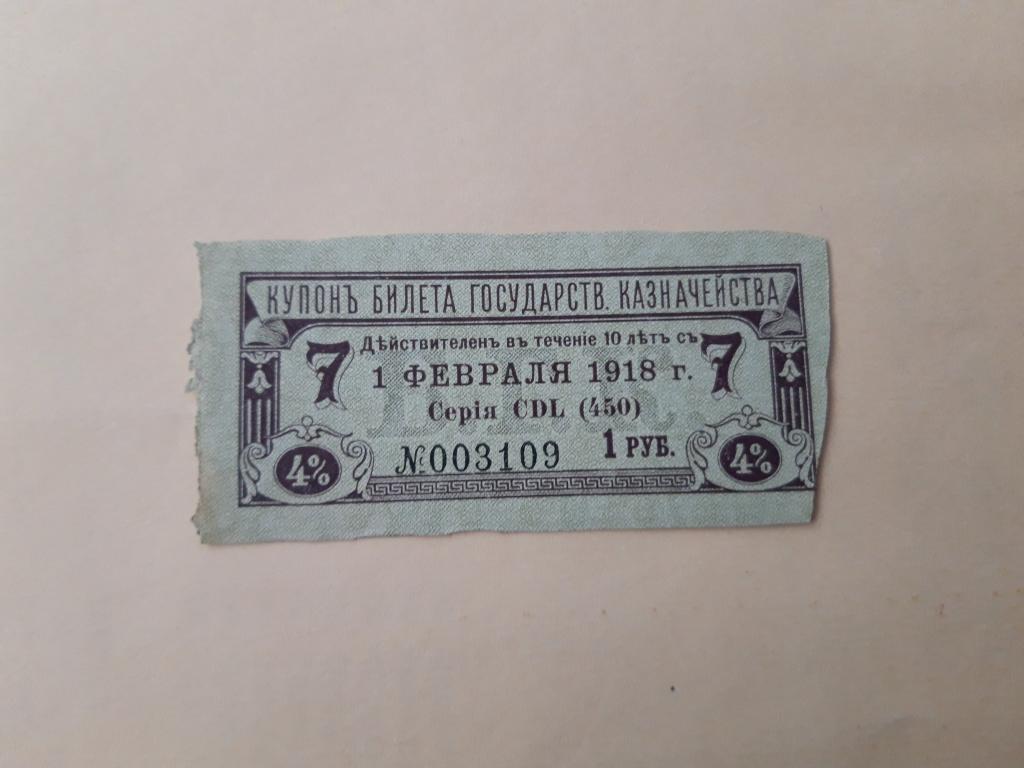 КУПОНЪ БИЛЕТА ГОСУДАРСТВ. КАЗНАЧЕЙСТВА
7 Дѣйствителенъ въ теченіе 10 лѣтъ съ 7
1 ФЕВРАЛЯ 1918 г.
Серія CDL (450)
4% №003109 1 РУБ. 4%